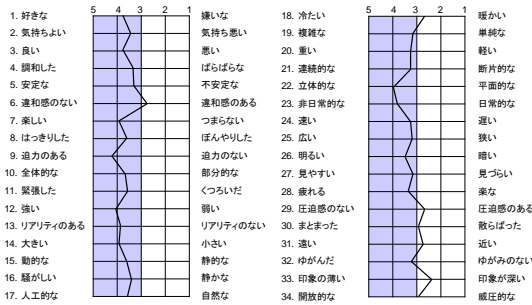 5 4 3 2 1
1. 好きな 嫌いな
2. 気持ちよい 気持ち悪い
3. 良い 悪い
4. 調和した ばらばらな
5. 安定な 不安定な
6. 違和感のない 違和感のある
7. 楽しい つまらない
8. はっきりした ぼんやりした
9. 迫力のある 迫力のない
10. 全体的な 部分的な
11. 緊張した くつろいだ
12. 強い 弱い
13. リアリティのある リアリティのない
14. 大きい 小さい
15. 動的な 静的な
16. 騒がしい 静かな
17. 人工的な 自然な
5 4 3 2 1
18. 冷たい 暖かい
19. 複雑な 単純な
20. 重い 軽い
21. 連続的な 断片的な
22. 立体的な 平面的な
23. 非日常的な 日常的な
24. 速い 遅い
25. 広い 狭い
26. 明るい 暗い
27. 見やすい 見づらい
28. 疲れる 楽な
29. 圧迫感のない 圧迫感のある
30. まとまった 散らばった
31. 遠い 近い
32. ゆがんだ ゆがみのない
33. 印象の薄い 印象が深い
34. 開放的な 威圧的な